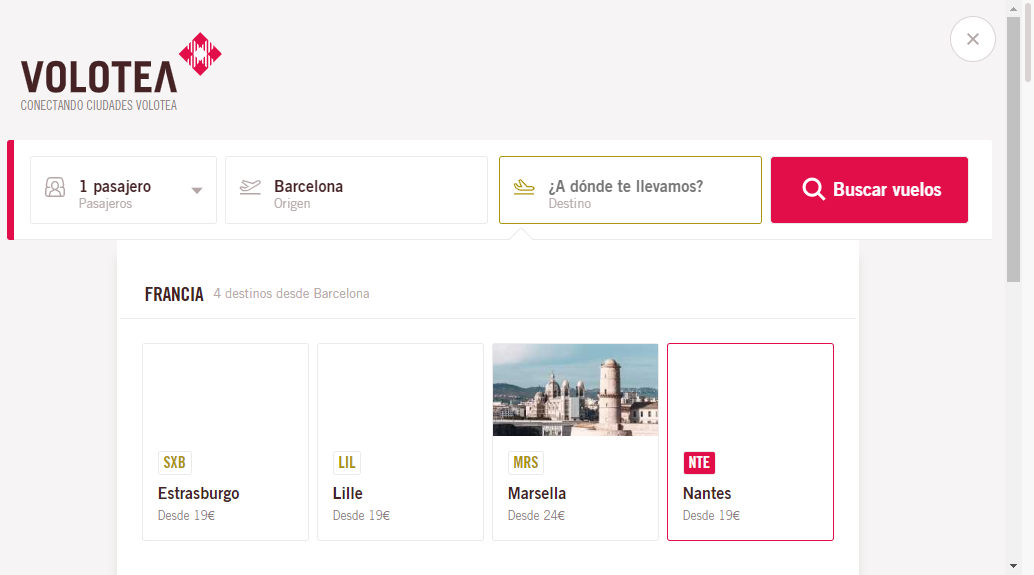 VOLOTEA
CONECTANDO CIUDADES VOLOTEA
1 pasajero
Pasajeros
Barcelona
Origen
¿A dónde te llevamos?
Destino
Buscar vuelos
FRANCIA 4 destinos desde Barcelona
SXB
Estrasburgo
Desde 19€
LIL
Lille
Desde 19€
MRS
Marsella
Desde 24€
NTE
Nantes
Desde 19€